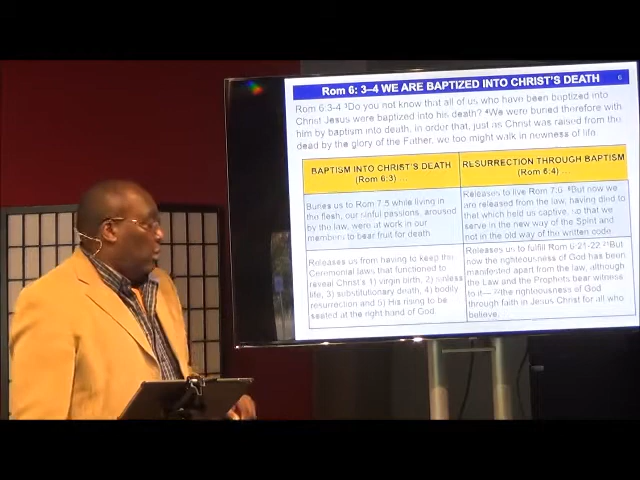 Rom 6: 3–4 WE ARE BAPTIZED INTO CHRIST'S DEATH 6
Rom 6:3-4 ³Do you not know that all of us who have been baptized into
Christ Jesus were baptized into his death? ⁴We were buried therefore with
him by baptism into death, in order that, just as Christ was raised from the
dead by the glory of the Father, we too might walk in newness of life.
BAPTISM INTO CHRIST'S DEATH
(Rom 6:3) ...
RESURRECTION THROUGH BAPTISM
(Rom 6:4) ...
Buries us to Rom 7:5 while living in
the flesh, our sinful passions, aroused
by the law, were at work in our
members to bear fruit for death.
Releases to live Rom 7:6 ⁶But now we
are released from the law, having died to
that which held us captive, so that we
serve in the new way of the Spirit and
not in the old way of the written code
Releases us from having to keep the
Ceremonial laws that functioned to
reveal Christ's 1) virgin birth, 2) sinless
life, 3) substitutionary death, 4) bodily
resurrection and 5) His rising to be
seated at the right hand of God.
Releases us to fulfill Rom 6:21-22 ²¹But
now the righteousness of God has been
manifested apart from the law, although
the Law and the Prophets bear witness
to it— ²²the righteousness of God
through faith in Jesus Christ for all who
believe.